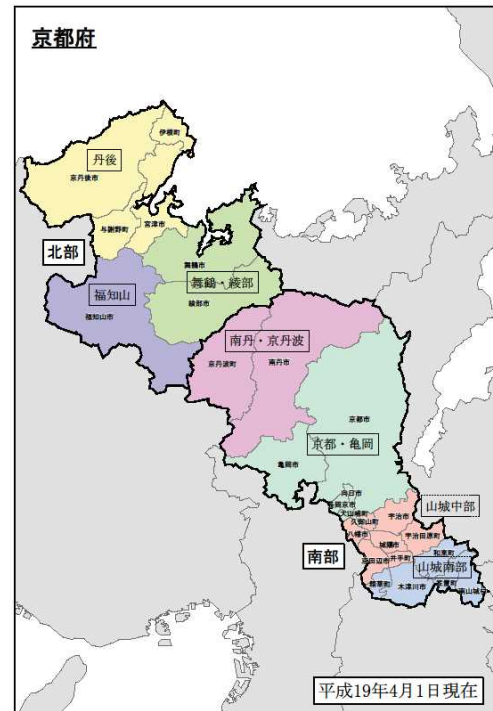 京都府
伊根町
丹後
京丹後市
宮津市
与謝野町
北部
舞鶴市
舞鶴・綾部
綾部市
福知山
福知山市
南丹・京丹波
京丹波町
南丹市
京都市
京都・亀岡
亀岡市
向日市
長岡京市
大山崎町
山城中部
宇治市
久御山町
八幡市
宇治田原町
城陽市
和束町
南部
京田辺市
井手町
山城南部
精華町
木津川市
笠置町
南山城村
平成19年4月1日現在